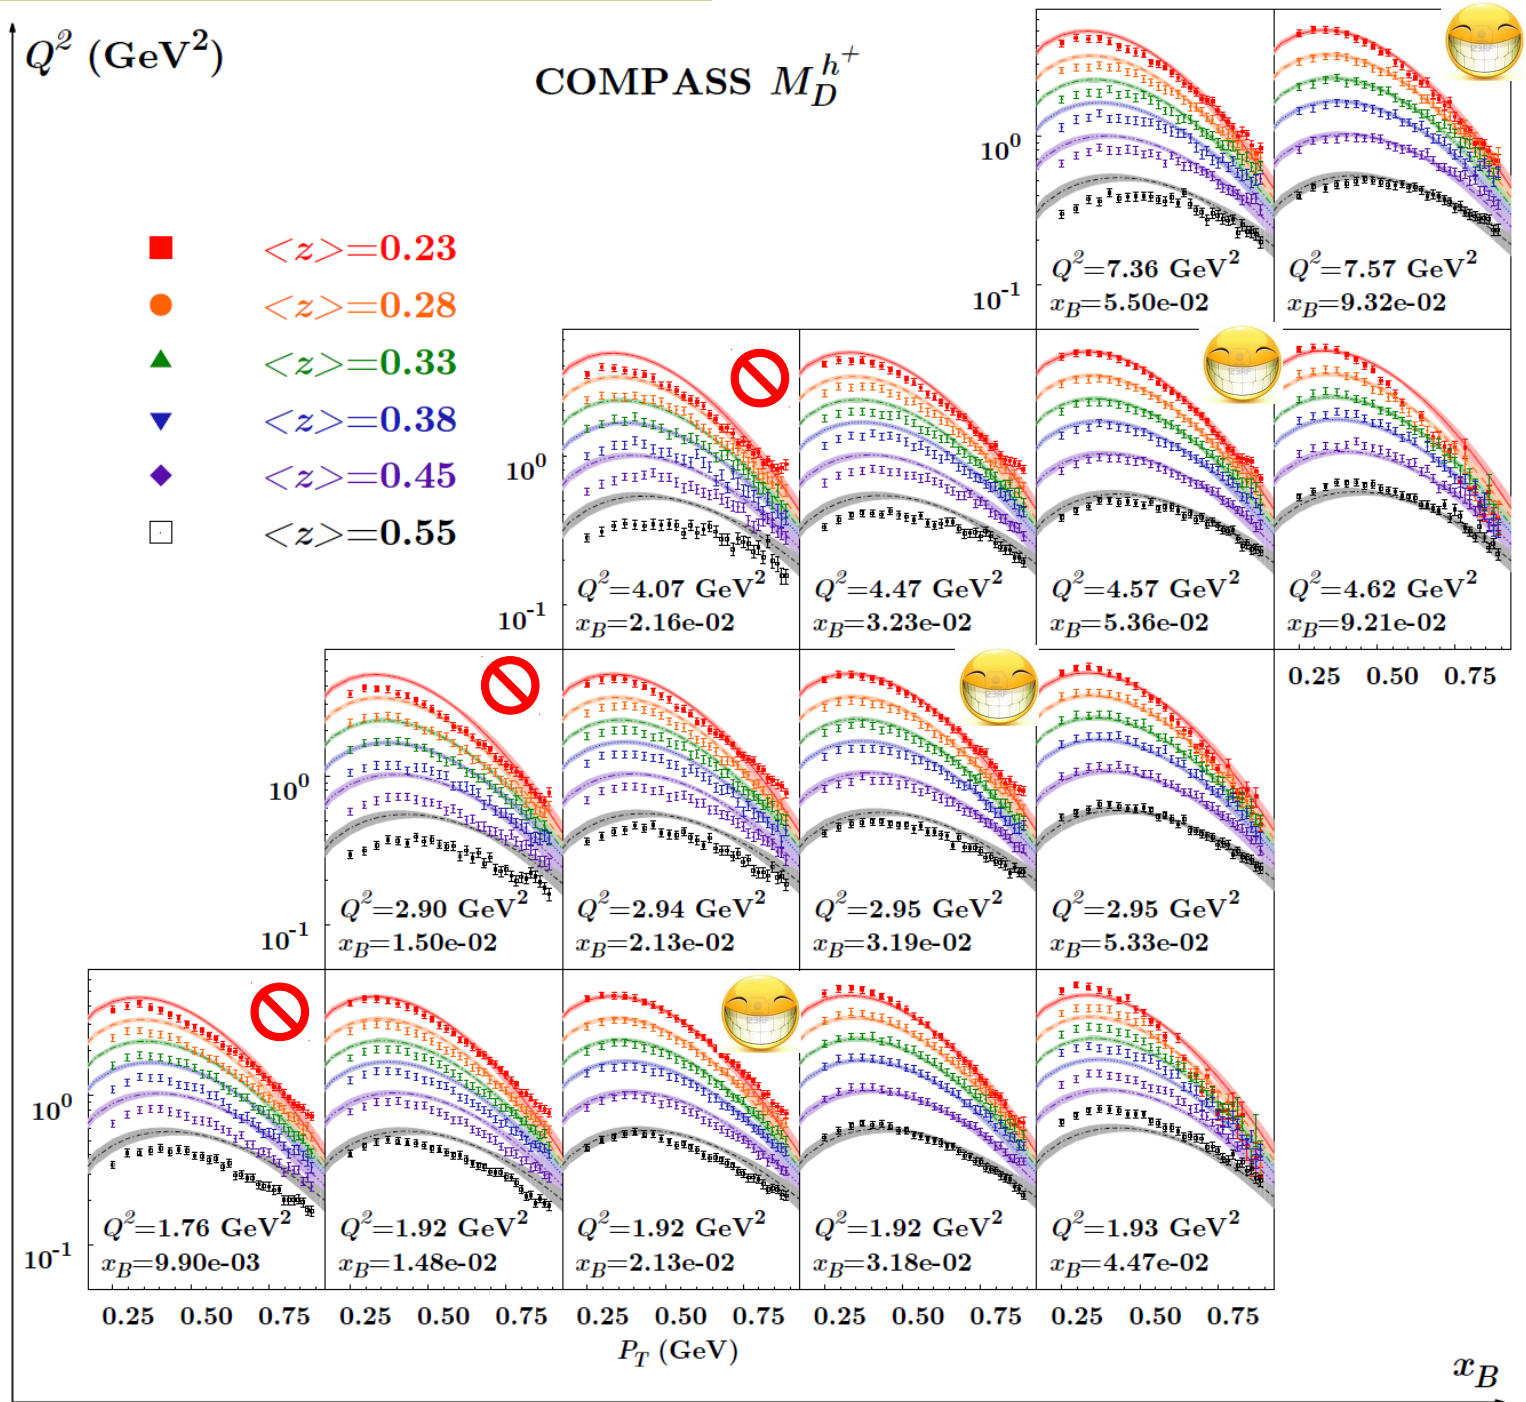 Q² (GeV²)
COMPASS M_D^{h⁺}
<z>=0.23
<z>=0.28
<z>=0.33
<z>=0.38
<z>=0.45
<z>=0.55
10⁰
10⁻¹
Q²=7.36 GeV²
x_B=5.50e-02
Q²=7.57 GeV²
x_B=9.32e-02
10⁰
10⁻¹
Q²=4.07 GeV²
x_B=2.16e-02
Q²=4.47 GeV²
x_B=3.23e-02
Q²=4.57 GeV²
x_B=5.36e-02
Q²=4.62 GeV²
x_B=9.21e-02
0.25 0.50 0.75
10⁰
10⁻¹
Q²=2.90 GeV²
x_B=1.50e-02
Q²=2.94 GeV²
x_B=2.13e-02
Q²=2.95 GeV²
x_B=3.19e-02
Q²=2.95 GeV²
x_B=5.33e-02
10⁰
10⁻¹
Q²=1.76 GeV²
x_B=9.90e-03
Q²=1.92 GeV²
x_B=1.48e-02
Q²=1.92 GeV²
x_B=2.13e-02
Q²=1.92 GeV²
x_B=3.18e-02
Q²=1.93 GeV²
x_B=4.47e-02
0.25 0.50 0.75 0.25 0.50 0.75 0.25 0.50 0.75 0.25 0.50 0.75 0.25 0.50 0.75
P_T (GeV)
x_B